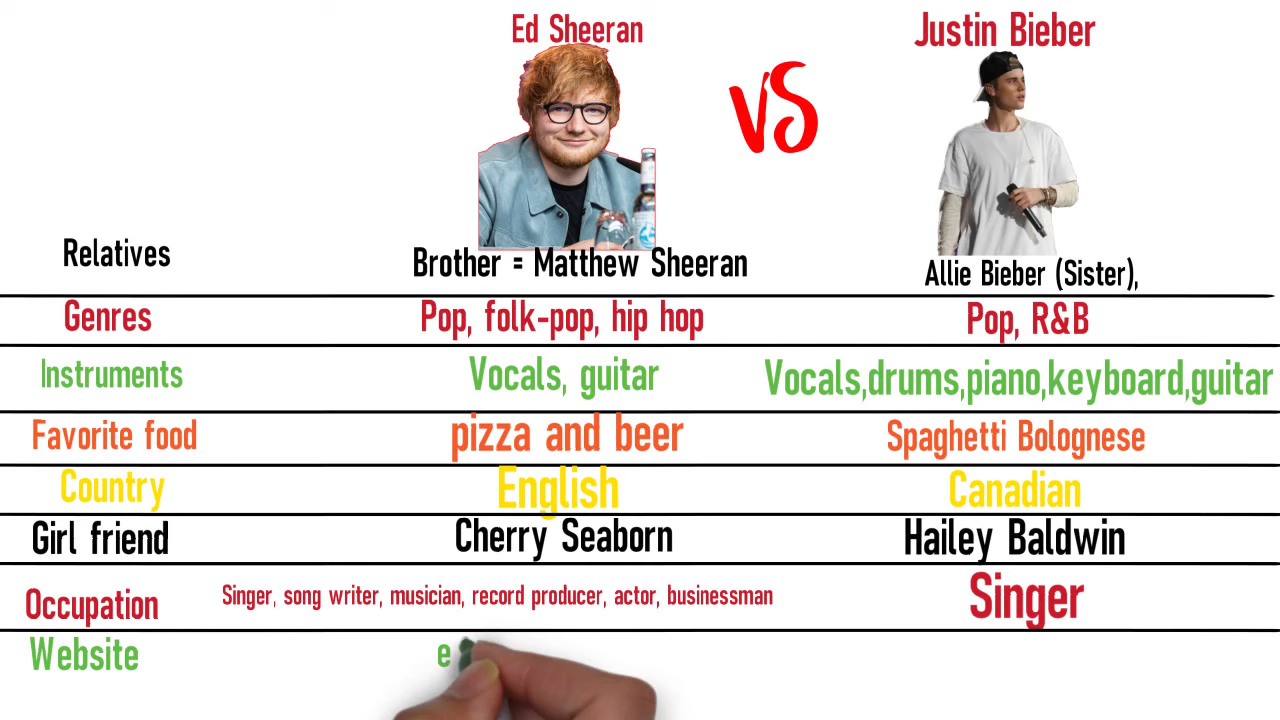 Ed Sheeran
VS
Justin Bieber
Relatives
Brother = Matthew Sheeran
Allie Bieber (Sister),
Genres
Pop, folk-pop, hip hop
Pop, R&B
Instruments
Vocals, guitar
Vocals,drums,piano,keyboard,guitar
Favorite food
pizza and beer
Spaghetti Bolognese
Country
English
Canadian
Girl friend
Cherry Seaborn
Hailey Baldwin
Occupation
Singer, song writer, musician, record producer, actor, businessman
Singer
Website
e